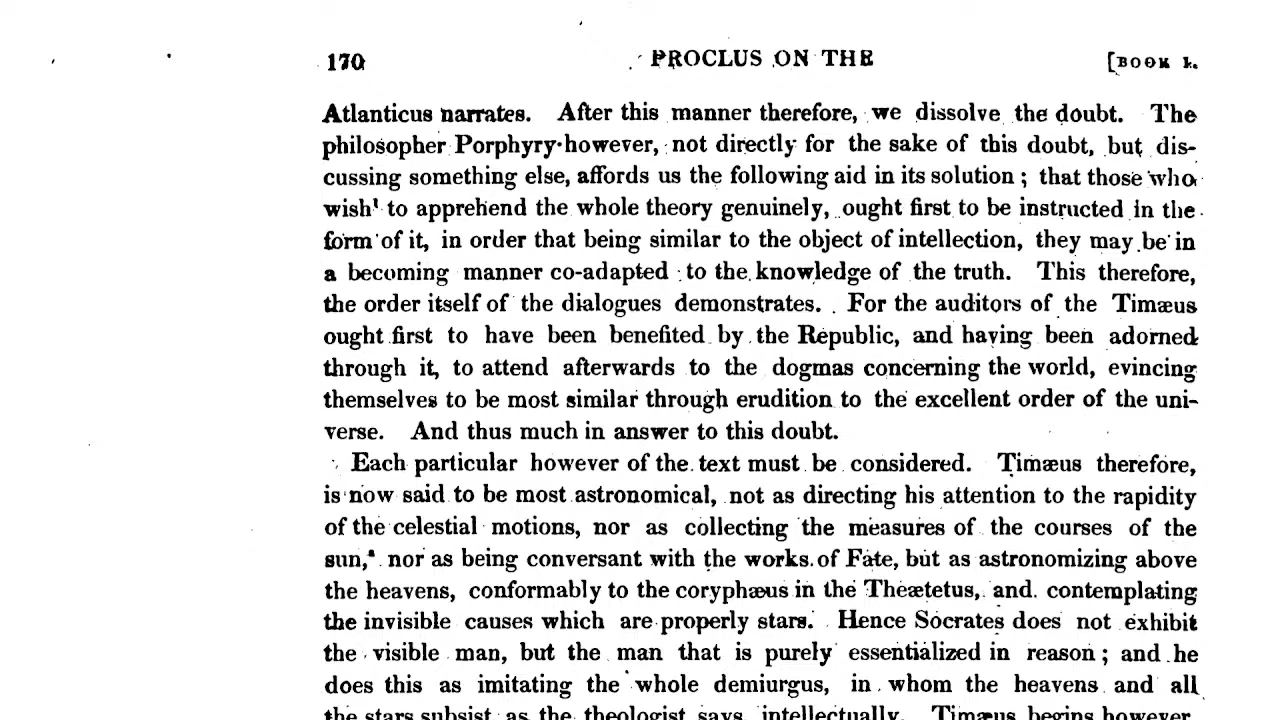 170 PROCLUS ON THE [BOOK I.
Atlanticus narrates. After this manner therefore, we dissolve the doubt. The
philosopher Porphyry however, not directly for the sake of this doubt, but dis-
cussing something else, affords us the following aid in its solution; that those who
wish¹ to apprehend the whole theory genuinely, ought first to be instructed in the
form of it, in order that being similar to the object of intellection, they may be in
a becoming manner co-adapted to the knowledge of the truth. This therefore,
the order itself of the dialogues demonstrates. For the auditors of the Timæus
ought first to have been benefited by the Republic, and having been adorned
through it, to attend afterwards to the dogmas concerning the world, evincing
themselves to be most similar through erudition to the excellent order of the uni-
verse. And thus much in answer to this doubt.
Each particular however of the text must be considered. Timæus therefore,
is now said to be most astronomical, not as directing his attention to the rapidity
of the celestial motions, nor as collecting the measures of the courses of the
sun,² nor as being conversant with the works of Fate, but as astronomizing above
the heavens, conformably to the coryphæus in the Theætetus, and contemplating
the invisible causes which are properly stars. Hence Socrates does not exhibit
the visible man, but the man that is purely essentialized in reason; and he
does this as imitating the whole demiurgus, in whom the heavens and all
the stars subsist as the theologist says, intellectually. Timæus begins however